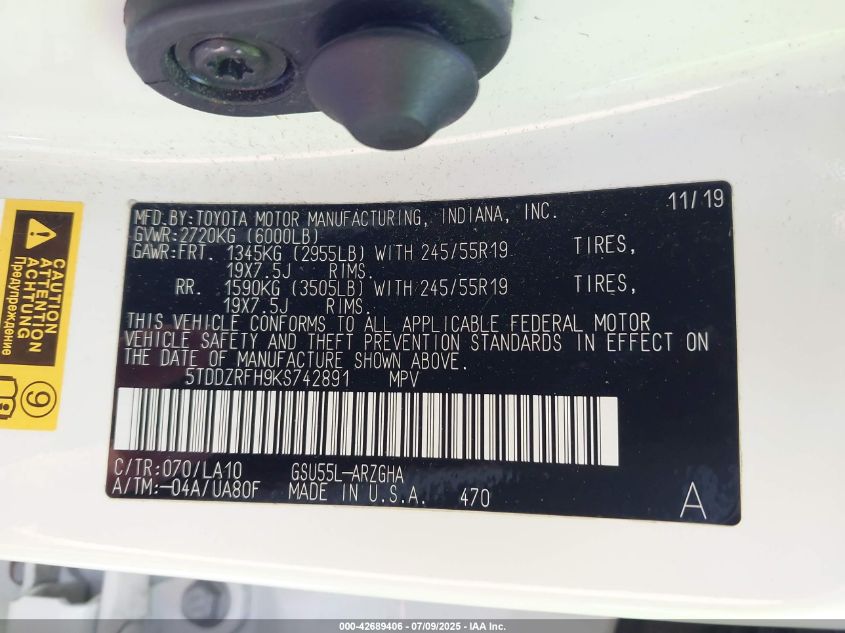 MFD.BY:TOYOTA MOTOR MANUFACTURING, INDIANA, INC. 11/19
GVWR:2720KG (6000LB)
GAWR:FRT. 1345KG (2955LB) WITH 245/55R19 TIRES,
19X7.5J RIMS.
RR. 1590KG (3505LB) WITH 245/55R19 TIRES,
19X7.5J RIMS.
THIS VEHICLE CONFORMS TO ALL APPLICABLE FEDERAL MOTOR
VEHICLE SAFETY AND THEFT PREVENTION STANDARDS IN EFFECT ON
THE DATE OF MANUFACTURE SHOWN ABOVE.
5TDDZRFH9KS742891 MPV
C/TR:070/LA10 GSU55L-ARZGHA
A/TM:-04A/UA80F MADE IN U.S.A. 470 A
CAUTION
ATTENTION
ACHTUNG
Предупреждение
9
000-42689406 - 07/09/2025 - IAA Inc.